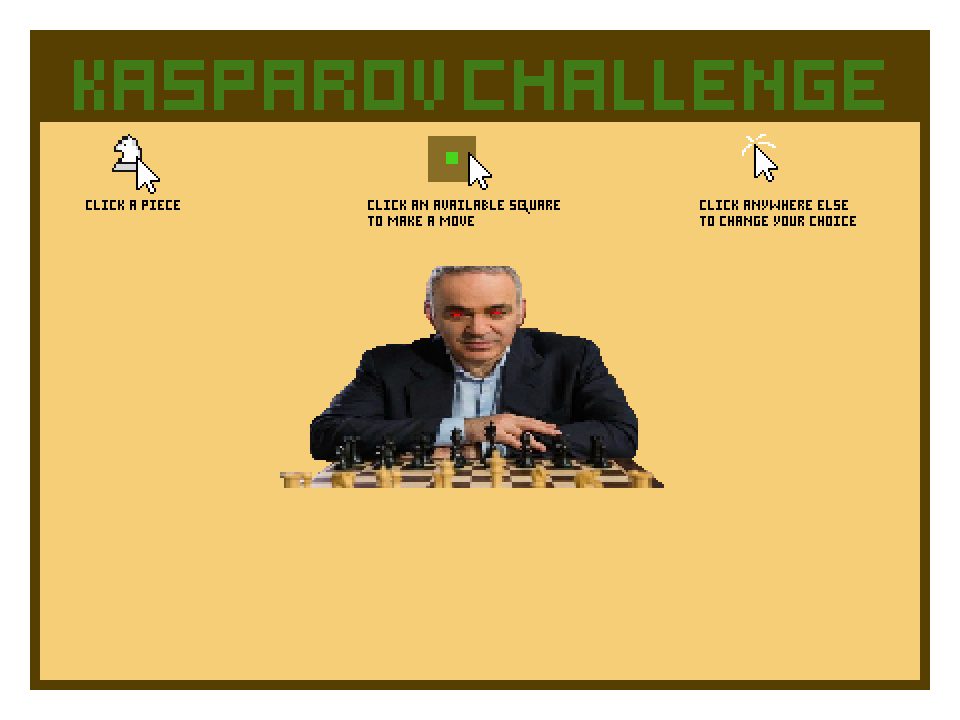 KASPAROV CHALLENGE
CLICK A PIECE
CLICK AN AVAILABLE SQUARE
TO MAKE A MOVE
CLICK ANYWHERE ELSE
TO CHANGE YOUR CHOICE